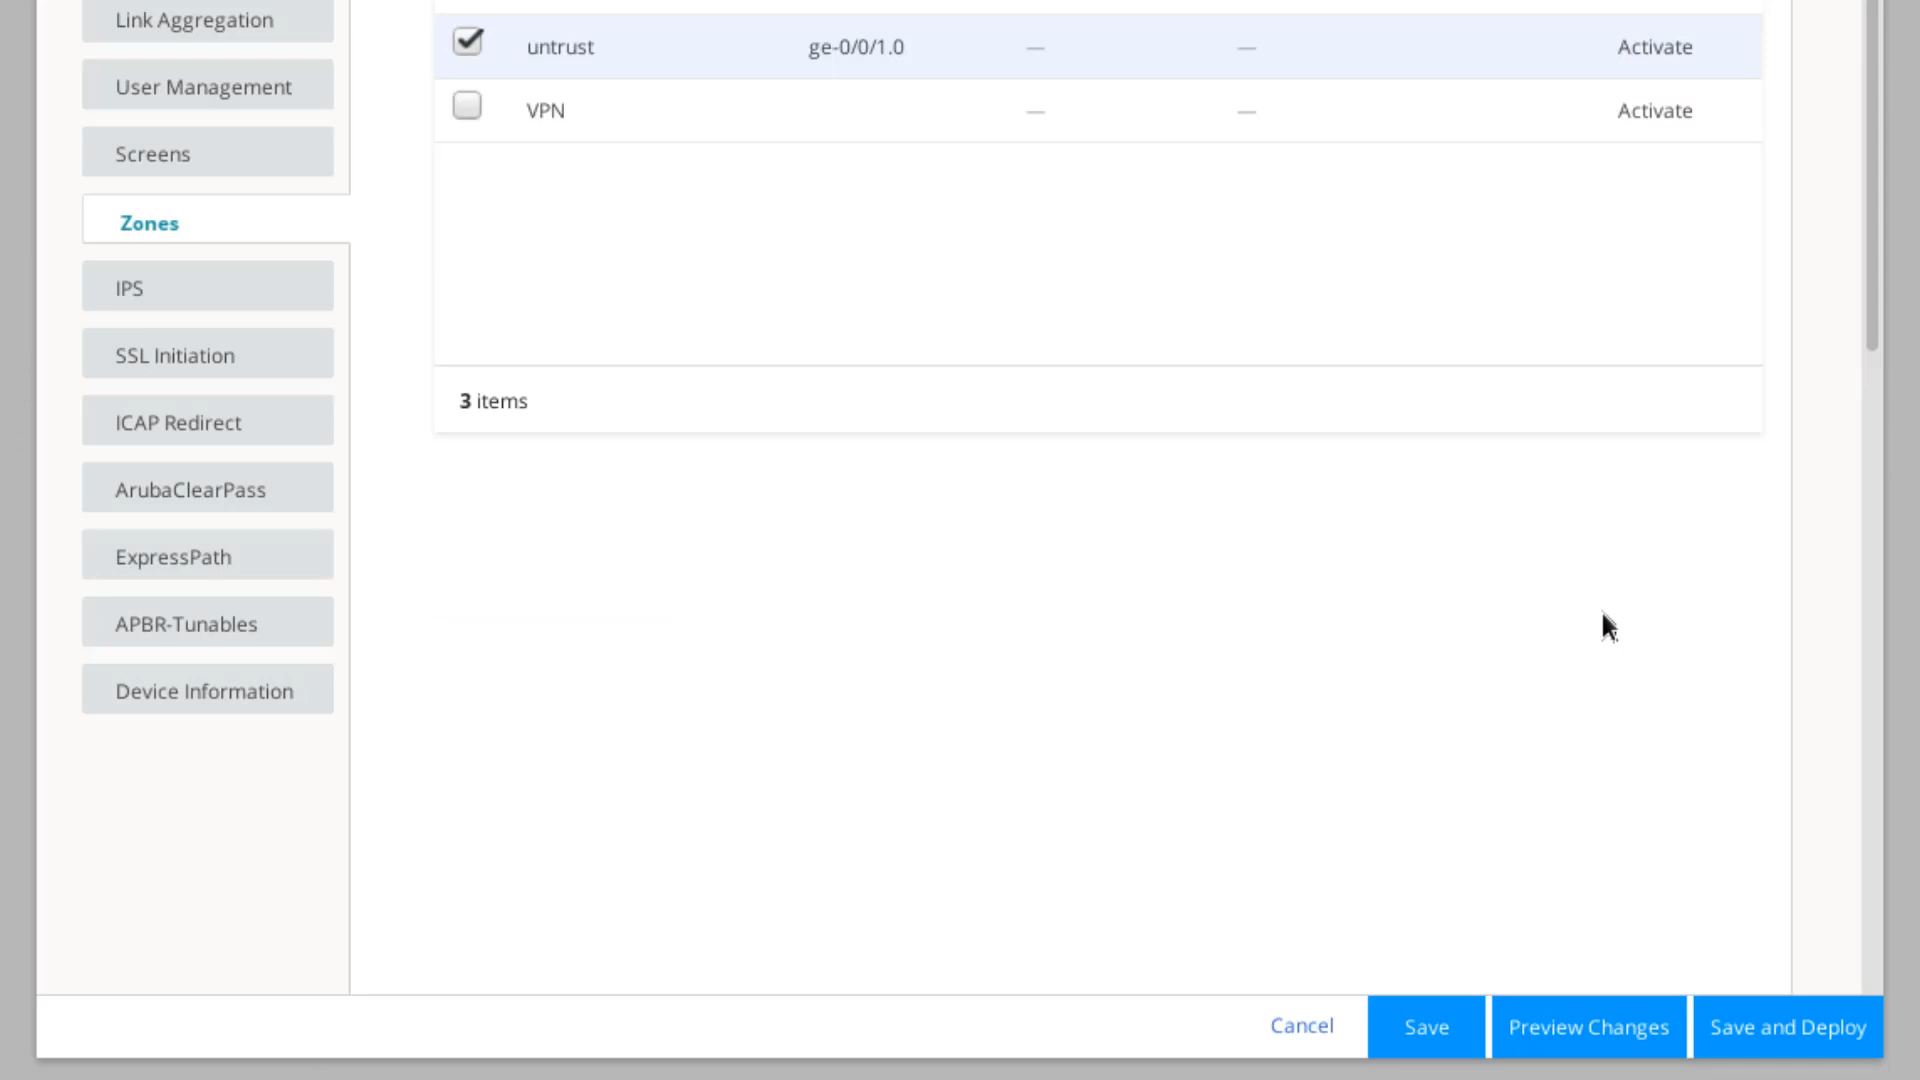 Link Aggregation
User Management
Screens
Zones
IPS
SSL Initiation
ICAP Redirect
ArubaClearPass
ExpressPath
APBR-Tunables
Device Information
untrust ge-0/0/1.0 — — Activate
VPN — — Activate
3 items
Cancel Save Preview Changes Save and Deploy